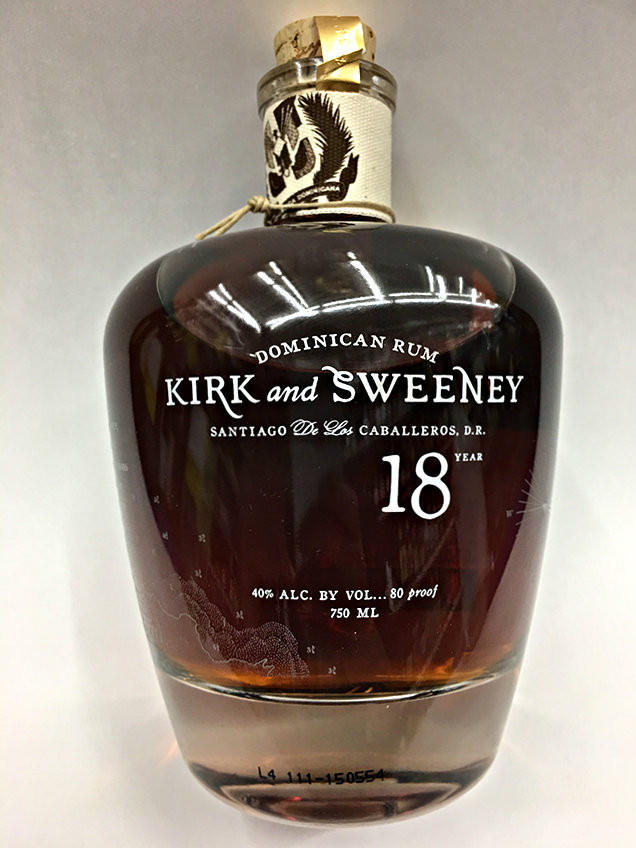 DOMINICANA
DOMINICAN RUM
KIRK and SWEENEY
SANTIAGO De Los CABALLEROS, D.R.
18 YEAR
40% ALC. BY VOL... 80 proof
750 ML
L4 111-150554